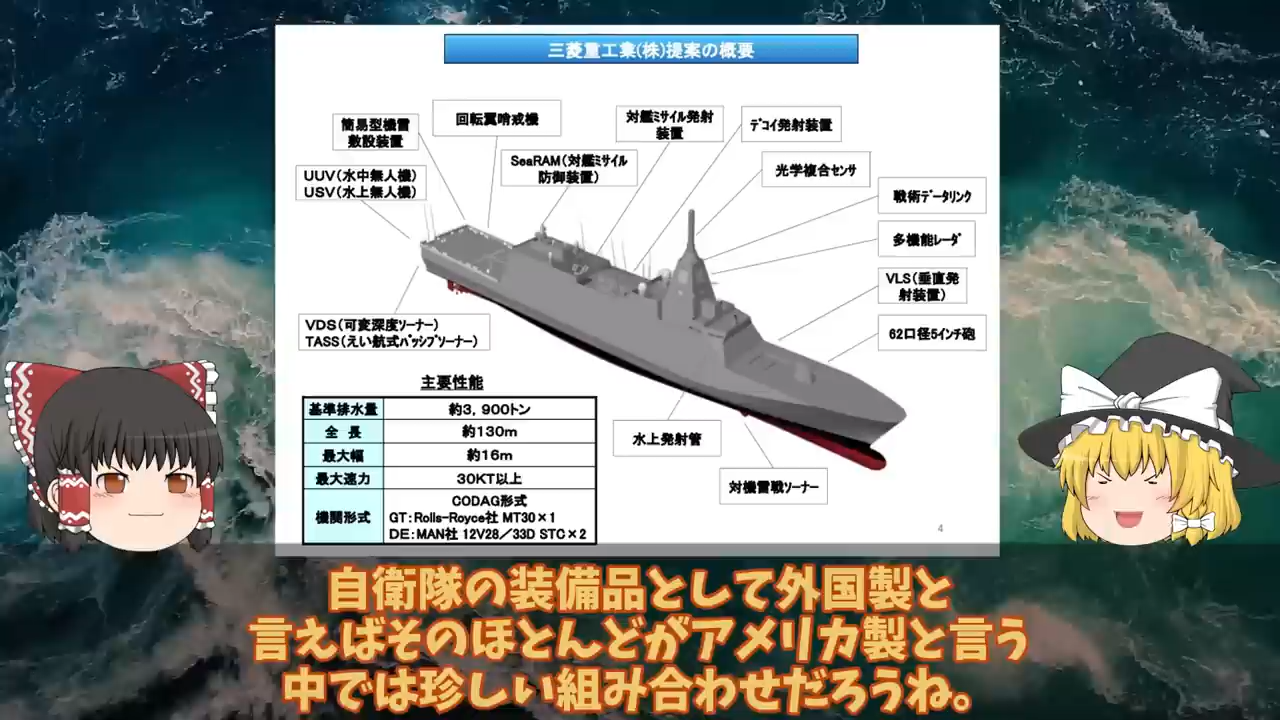 三菱重工業(株)提案の概要
簡易型機雷
敷設装置
回転翼哨戒機
対艦ミサイル発射
装置
デコイ発射装置
SeaRAM(対艦ミサイル
防御装置)
光学複合センサ
UUV(水中無人機)
USV(水上無人機)
戦術データリンク
多機能レーダ
VLS(垂直発
射装置)
62口径5インチ砲
VDS(可変深度ソーナー)
TASS(えい航式パッシブソーナー)
水上発射管
対機雷戦ソーナー
主要性能
基準排水量 約3，900トン
全 長 約130m
最大幅 約16m
最大速力 30KT以上
機関形式 CODAG形式
GT:Rolls-Royce社 MT30×1
DE:MAN社 12V28／33D STC×2
4
自衛隊の装備品として外国製と
言えばそのほとんどがアメリカ製と言う
中では珍しい組み合わせだろうね。